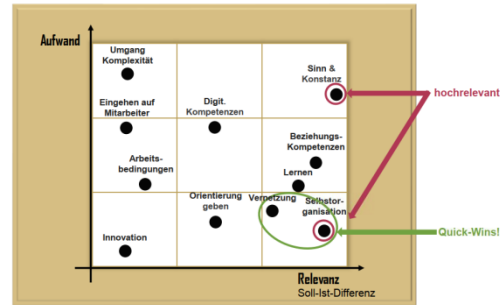 Aufwand
Umgang
Komplexität
Sinn &
Konstanz
hochrelevant
Eingehen auf
Mitarbeiter
Digit.
Kompetenzen
Beziehungs-
Kompetenzen
Arbeits-
bedingungen
Lernen
Orientierung
geben
Vernetzung
Selbstor-
ganisation
Quick-Wins!
Innovation
Relevanz
Soll-Ist-Differenz